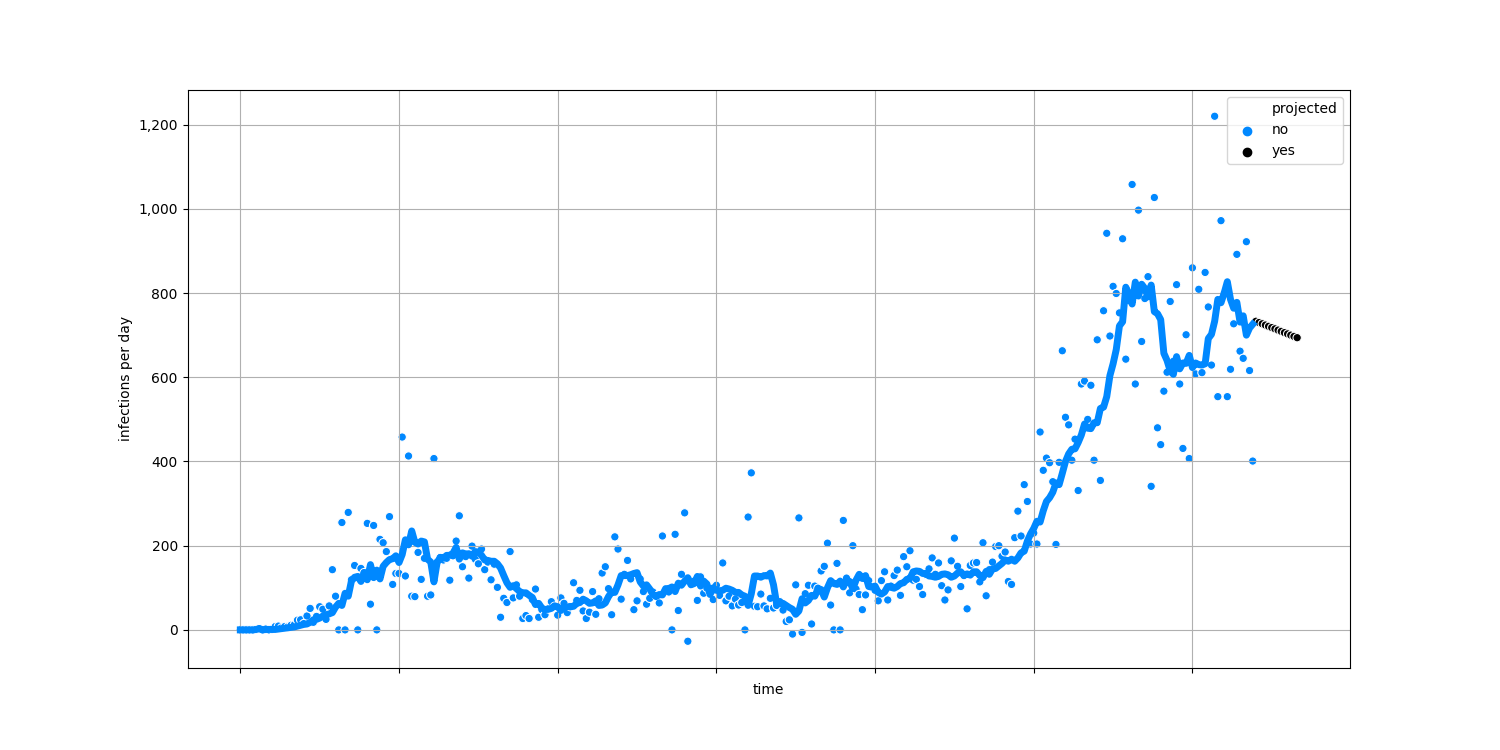 projected
no
yes
1,200
1,000
800
600
400
200
0
infections per day
time